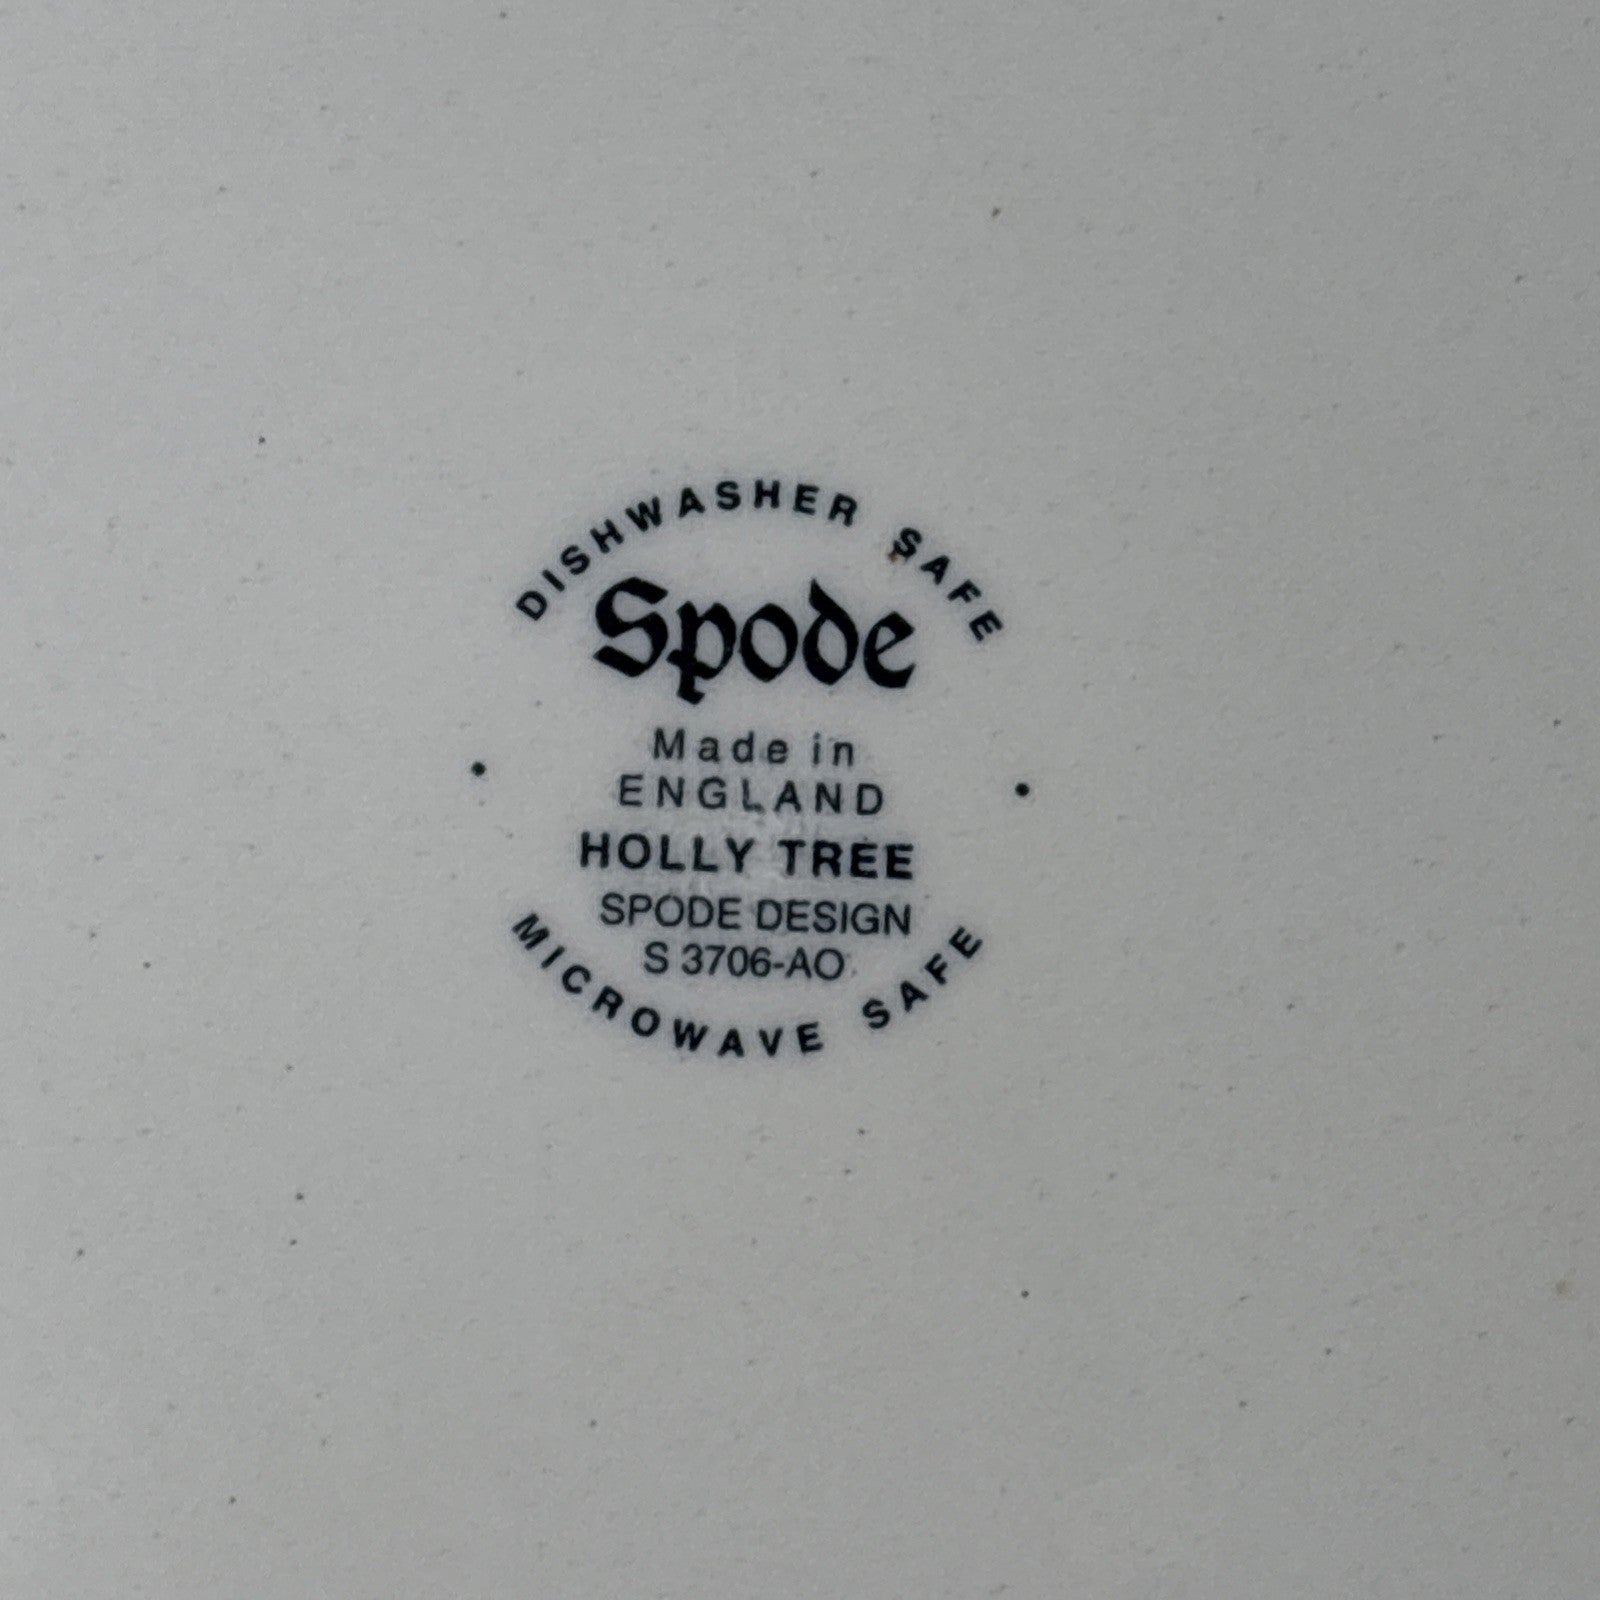 DISHWASHER SAFE
Spode
Made in
ENGLAND
HOLLY TREE
SPODE DESIGN
S 3706-AO
MICROWAVE SAFE